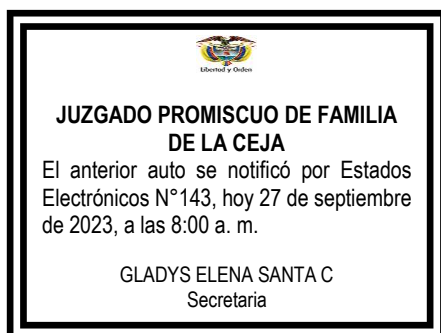 Libertad y Orden
JUZGADO PROMISCUO DE FAMILIA
DE LA CEJA
El anterior auto se notificó por Estados
Electrónicos N°143, hoy 27 de septiembre
de 2023, a las 8:00 a. m.
GLADYS ELENA SANTA C
Secretaria